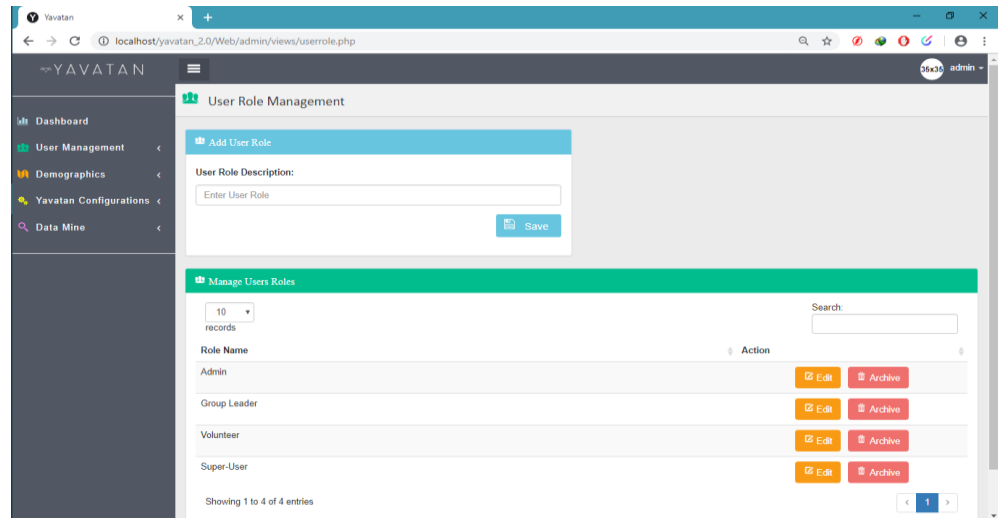 Yavatan
localhost/yavatan_2.0/Web/admin/views/userrole.php
YAVATAN
36x36 admin
User Role Management
Dashboard
User Management
Demographics
Yavatan Configurations
Data Mine
Add User Role
User Role Description:
Enter User Role
Save
Manage Users Roles
10
records
Search:
Role Name Action
Admin Edit Archive
Group Leader Edit Archive
Volunteer Edit Archive
Super-User Edit Archive
Showing 1 to 4 of 4 entries
1